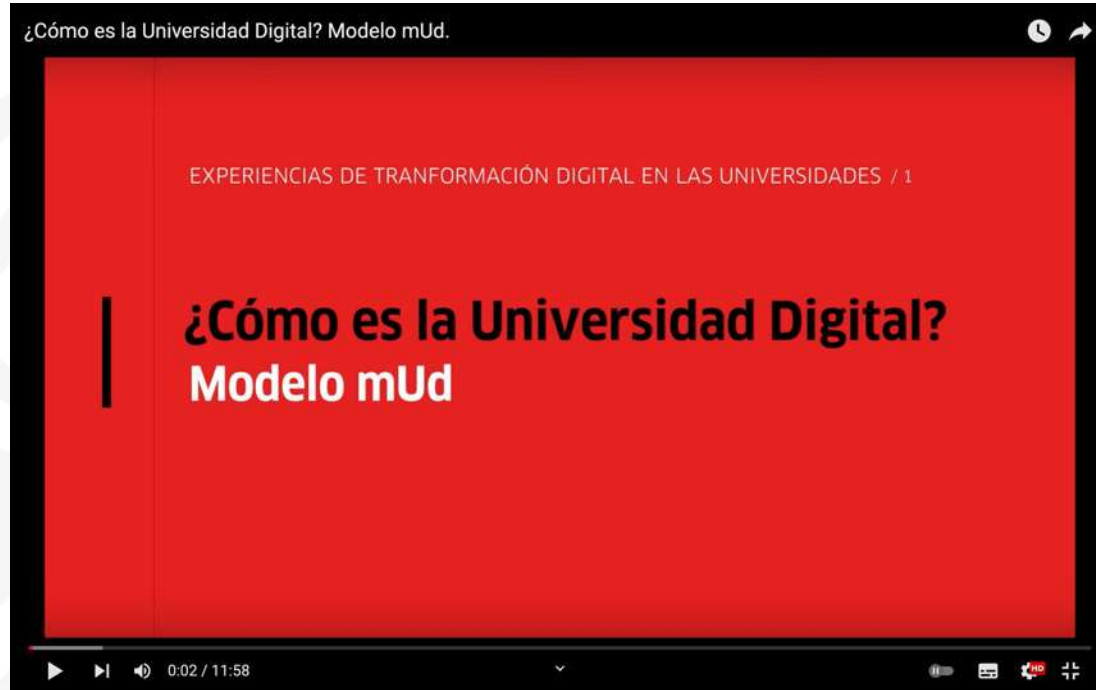 ¿Cómo es la Universidad Digital? Modelo mUd.
EXPERIENCIAS DE TRANFORMACIÓN DIGITAL EN LAS UNIVERSIDADES / 1
¿Cómo es la Universidad Digital?
Modelo mUd
0:02 / 11:58
HD